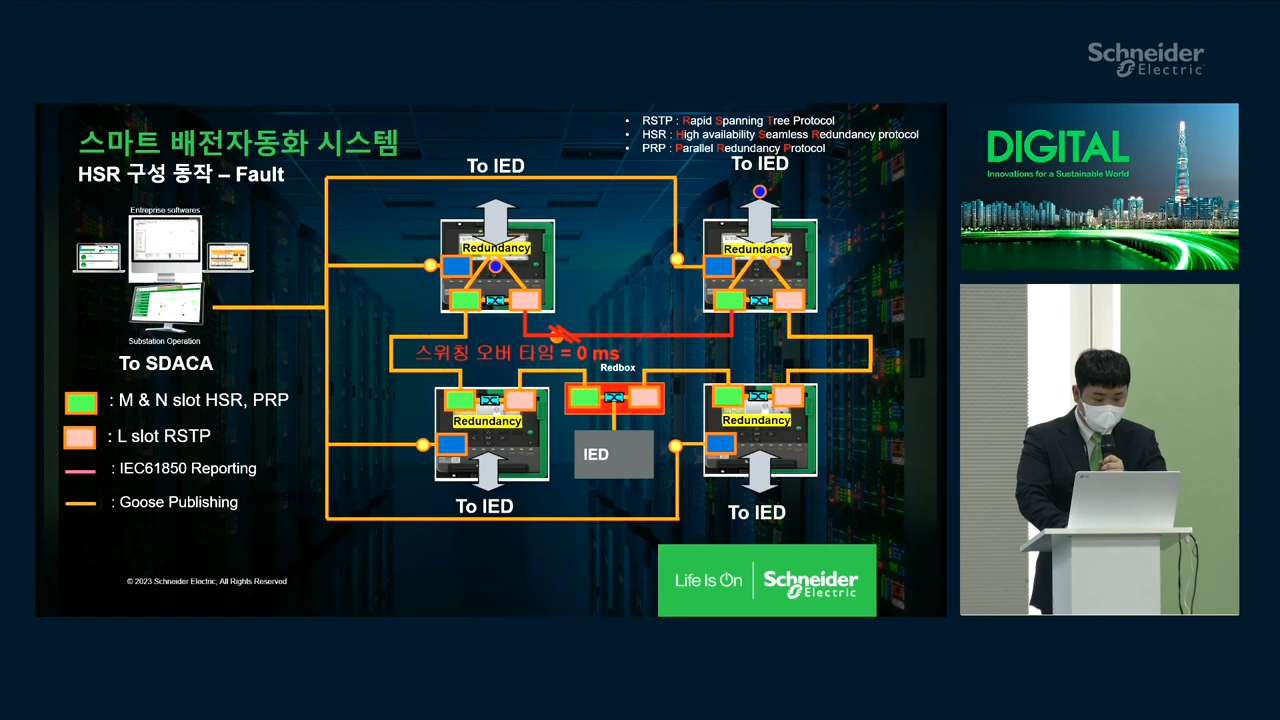 Schneider
Electric
스마트 배전자동화 시스템
HSR 구성 동작 – Fault
• RSTP : Rapid Spanning Tree Protocol
• HSR : High availability Seamless Redundancy protocol
• PRP : Parallel Redundancy Protocol
To IED
To IED
Entreprise softwares
Redundancy
Redundancy
Substation Operation
To SDACA
스위칭 오버 타임 = 0 ms
Redbox
: M & N slot HSR, PRP
: L slot RSTP
: IEC61850 Reporting
: Goose Publishing
Redundancy
Redundancy
IED
To IED
To IED
© 2023 Schneider Electric, All Rights Reserved
Life Is On
Schneider
Electric
DIGITAL
Innovations for a Sustainable World